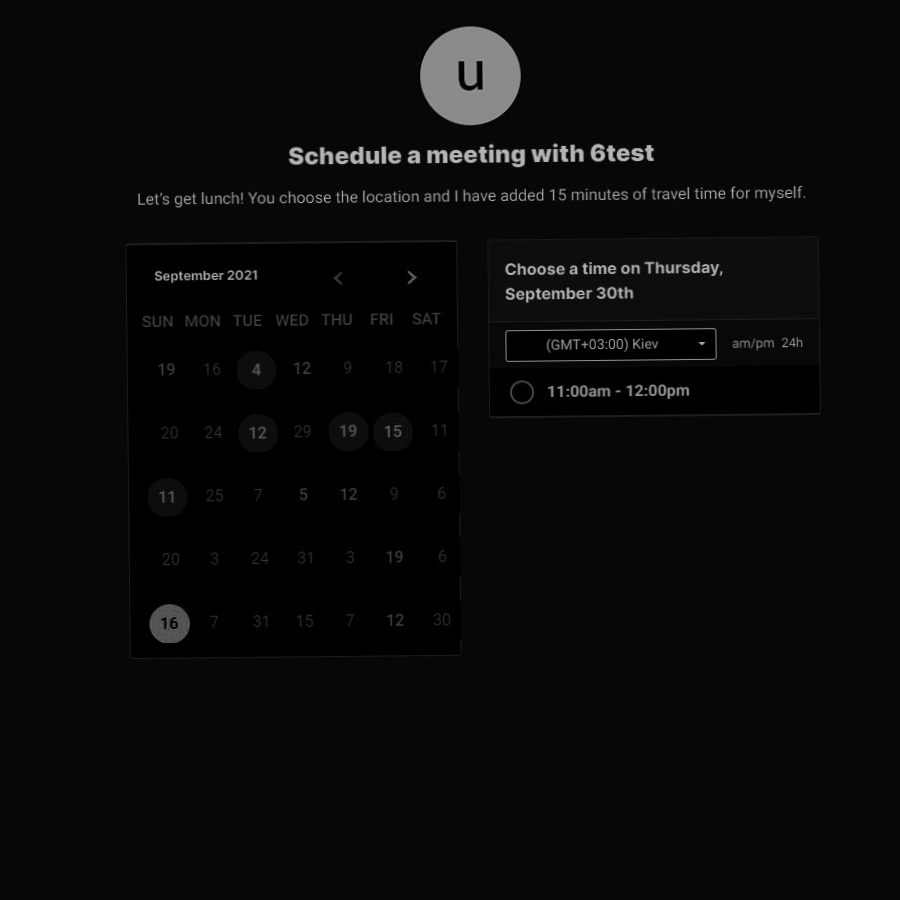 u
Schedule a meeting with 6test
Let's get lunch! You choose the location and I have added 15 minutes of travel time for myself.
September 2021
SUN MON TUE WED THU FRI SAT
19 16 4 12 9 18 17
20 24 12 29 19 15 11
11 25 7 5 12 9 6
20 3 24 31 3 19 6
16 7 31 15 7 12 30
Choose a time on Thursday,
September 30th
(GMT+03:00) Kiev am/pm 24h
11:00am - 12:00pm